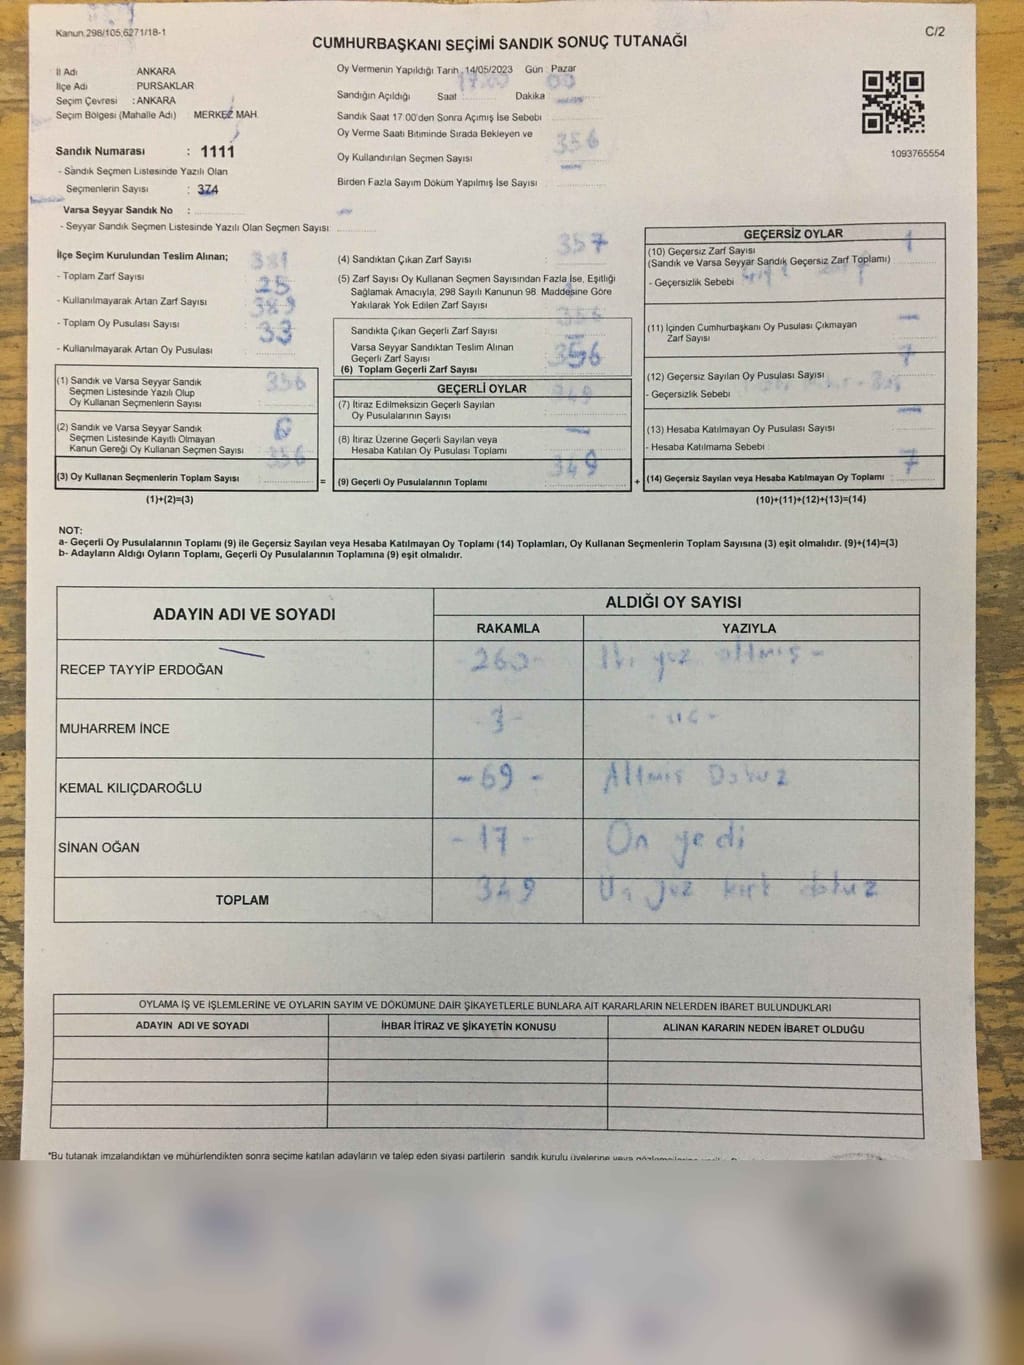 Kanun 298/105,6271/18-1
C/2
CUMHURBAŞKANI SEÇİMİ SANDIK SONUÇ TUTANAĞI
İl Adı ANKARA
İlçe Adı PURSAKLAR
Seçim Çevresi : ANKARA
Seçim Bölgesi (Mahalle Adı) : MERKEZ MAH.
Sandık Numarası : 1111
- Sandık Seçmen Listesinde Yazılı Olan
Seçmenlerin Sayısı : 374
Varsa Seyyar Sandık No :
- Seyyar Sandık Seçmen Listesinde Yazılı Olan Seçmen Sayısı:
Oy Vermenin Yapıldığı Tarih : 14/05/2023 Gün : Pazar
Sandığın Açıldığı Saat 17.00 Dakika 00
Sandık Saat 17:00'den Sonra Açımış İse Sebebi
Oy Verme Saati Bitiminde Sırada Bekleyen ve
Oy Kullandırılan Seçmen Sayısı 356
Birden Fazla Sayım Döküm Yapılmış İse Sayısı
1093765554
İlçe Seçim Kurulundan Teslim Alınan;
- Toplam Zarf Sayısı 381
- Kullanılmayarak Artan Zarf Sayısı 25
- Toplam Oy Pusulası Sayısı 389
- Kullanılmayarak Artan Oy Pusulası 33
(1) Sandık ve Varsa Seyyar Sandık
Seçmen Listesinde Yazılı Olup
Oy Kullanan Seçmenlerin Sayısı 356
(2) Sandık ve Varsa Seyyar Sandık
Seçmen Listesinde Kayıtlı Olmayan
Kanun Gereği Oy Kullanan Seçmen Sayısı
(3) Oy Kullanan Seçmenlerin Toplam Sayısı 356
=
(1)+(2)=(3)
(4) Sandıktan Çıkan Zarf Sayısı 357
(5) Zarf Sayısı Oy Kullanan Seçmen Sayısından Fazla İse, Eşitliği
Sağlamak Amacıyla, 298 Sayılı Kanunun 98 Maddesine Göre
Yakılarak Yok Edilen Zarf Sayısı
Sandıkta Çıkan Geçerli Zarf Sayısı 356
Varsa Seyyar Sandıktan Teslim Alınan
Geçerli Zarf Sayısı
(6) Toplam Geçerli Zarf Sayısı 356
GEÇERLİ OYLAR
(7) İtiraz Edilmeksizin Geçerli Sayılan
Oy Pusulalarının Sayısı 349
(8) İtiraz Üzerine Geçerli Sayılan veya
Hesaba Katılan Oy Pusulası Toplamı -
(9) Geçerli Oy Pusulalarının Toplamı 349
+
GEÇERSİZ OYLAR
(10) Geçersiz Zarf Sayısı 1
(Sandık ve Varsa Seyyar Sandık Geçersiz Zarf Toplamı)
- Geçersizlik Sebebi
(11) İçinden Cumhurbaşkanı Oy Pusulası Çıkmayan
Zarf Sayısı -
(12) Geçersiz Sayılan Oy Pusulası Sayısı 7
- Geçersizlik Sebebi
(13) Hesaba Katılmayan Oy Pusulası Sayısı -
- Hesaba Katılmama Sebebi
(14) Geçersiz Sayılan veya Hesaba Katılmayan Oy Toplamı 7
(10)+(11)+(12)+(13)=(14)
NOT:
a- Geçerli Oy Pusulalarının Toplamı (9) ile Geçersiz Sayılan veya Hesaba Katılmayan Oy Toplamı (14) Toplamları, Oy Kullanan Seçmenlerin Toplam Sayısına (3) eşit olmalıdır. (9)+(14)=(3)
b- Adayların Aldığı Oyların Toplamı, Geçerli Oy Pusulalarının Toplamına (9) eşit olmalıdır.
ADAYIN ADI VE SOYADI ALDIĞI OY SAYISI
RAKAMLA YAZIYLA
RECEP TAYYİP ERDOĞAN -260- İki yüz altmış -
MUHARREM İNCE - 3 - - üç -
KEMAL KILIÇDAROĞLU - 69 - Altmış Dokuz
SİNAN OĞAN - 17 - On yedi
TOPLAM 349 Üç yüz kırk dokuz
OYLAMA İŞ VE İŞLEMLERİNE VE OYLARIN SAYIM VE DÖKÜMÜNE DAİR ŞİKAYETLERLE BUNLARA AİT KARARLARIN NELERDEN İBARET BULUNDUKLARI
ADAYIN ADI VE SOYADI İHBAR İTİRAZ VE ŞİKAYETİN KONUSU ALINAN KARARIN NEDEN İBARET OLDUĞU
*Bu tutanak imzalandıktan ve mühürlendikten sonra seçime katılan adayların ve talep eden siyasi partilerin sandık kurulu üyelerine veya